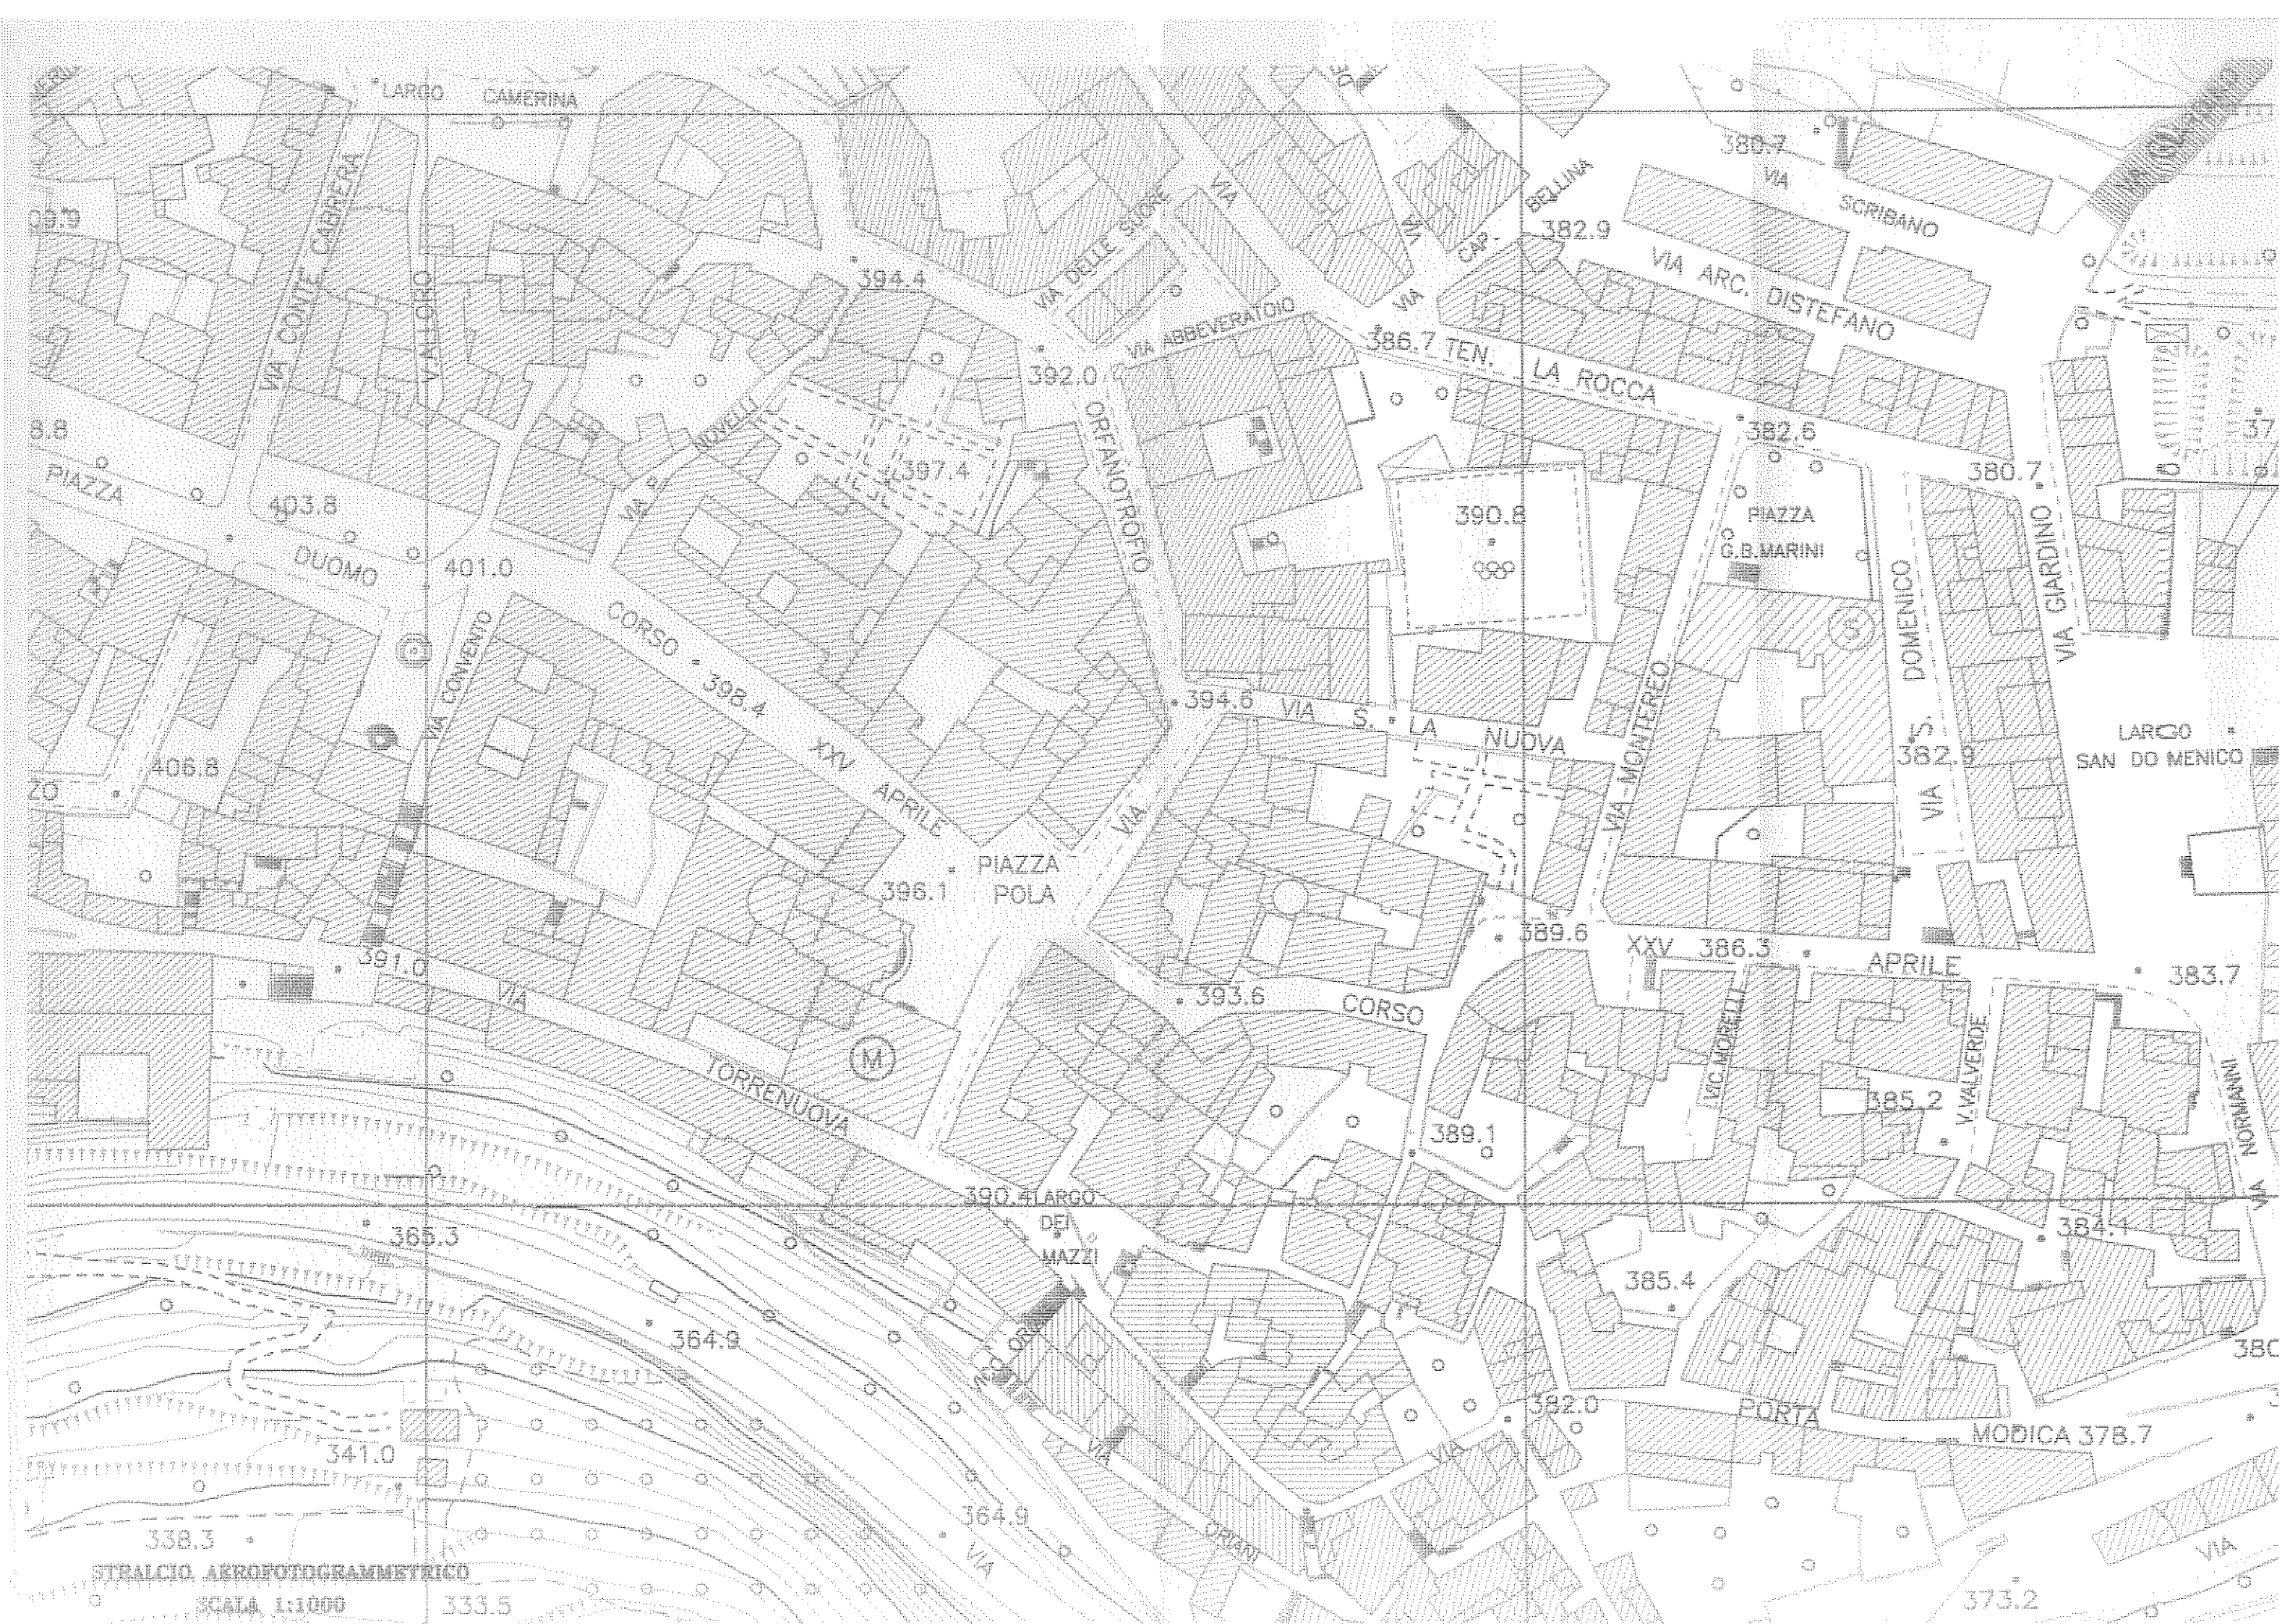 LARGO CAMERINA
VIA CONTE CABRERA
V. ALLORO
VIA DELLE SUORE
VIA
VIA
CAP. BELLINA
382.9
380.7
VIA SCRIBANO
VIA ARC. DISTEFANO
394.4
VIA ABBEVERATOIO
VIA
386.7 TEN. LA ROCCA
392.0
382.6
380.7
8.8
PIAZZA DUOMO
403.8
401.0
NOVELLI
397.4
VIA ORFANOTROFIO
390.8
PIAZZA
G.B.MARINI
S
VIA S. DOMENICO
382.9
VIA GIARDINO
LARGO
SAN DO MENICO
VIA CONVENTO
406.8
ZO
CORSO XXV APRILE
398.4
394.6
VIA S. LA NUOVA
VIA MONTEREO
PIAZZA
POLA
396.1
391.0
389.6
XXV APRILE
386.3
383.7
393.6
CORSO
VIA TORRENUOVA
M
VIC. MORELLI
V. VALVERDE
385.2
VIA NORMANNI
389.1
390.4
LARGO
DEI
MAZZI
365.3
364.9
384.1
385.4
380
382.0
PORTA MODICA 378.7
VIA
VIA ORIANI
341.0
338.3
364.9
VIA
VIA
373.2
STRALCIO AEROFOTOGRAMMETRICO
SCALA 1:1000
333.5